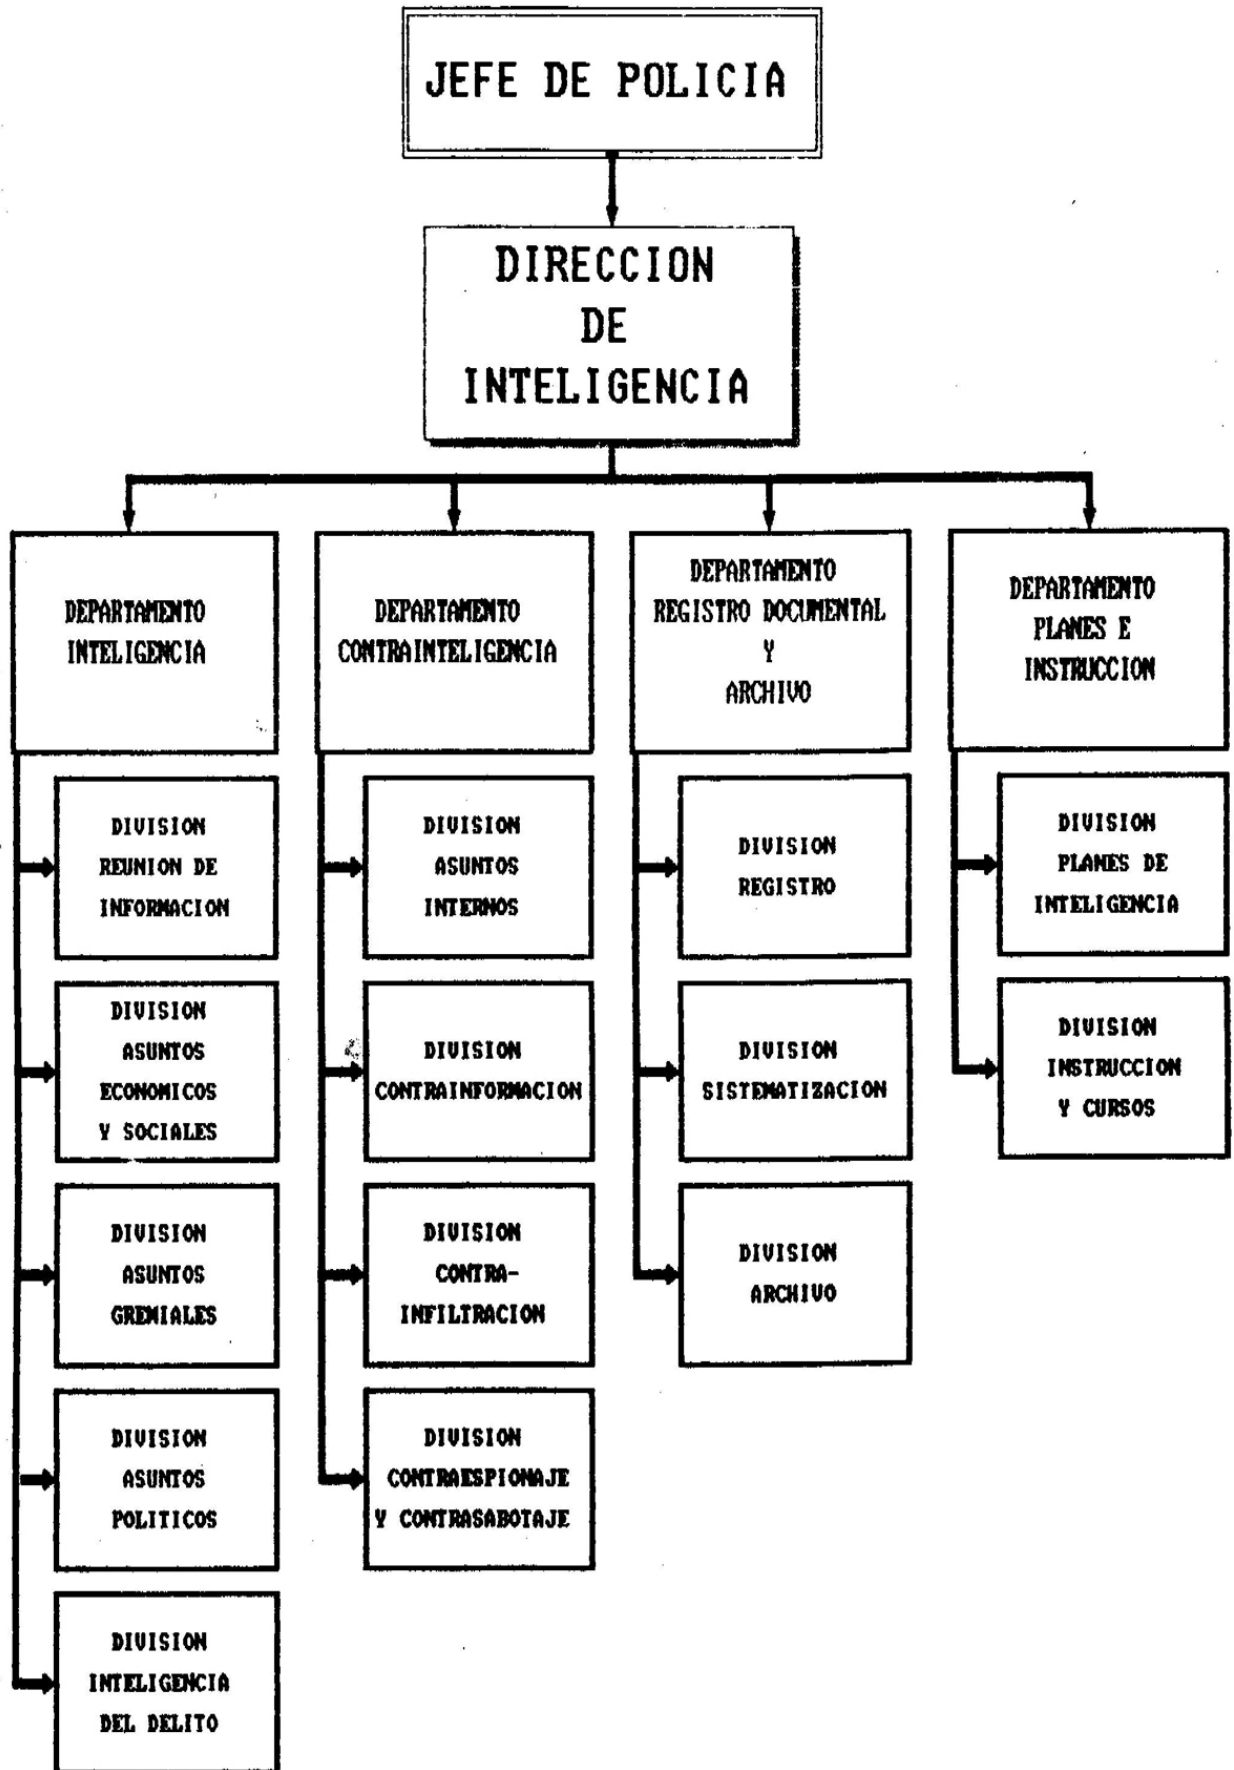 JEFE DE POLICIA
DIRECCION
DE
INTELIGENCIA
DEPARTAMENTO
INTELIGENCIA
DIVISION
REUNION DE
INFORMACION
DIVISION
ASUNTOS
ECONOMICOS
Y SOCIALES
DIVISION
ASUNTOS
GREMIALES
DIVISION
ASUNTOS
POLITICOS
DIVISION
INTELIGENCIA
DEL DELITO
DEPARTAMENTO
CONTRAINTELIGENCIA
DIVISION
ASUNTOS
INTERNOS
DIVISION
CONTRAINFORMACION
DIVISION
CONTRA-
INFILTRACION
DIVISION
CONTRAESPIONAJE
Y CONTRASABOTAJE
DEPARTAMENTO
REGISTRO DOCUMENTAL
Y
ARCHIVO
DIVISION
REGISTRO
DIVISION
SISTEMATIZACION
DIVISION
ARCHIVO
DEPARTAMENTO
PLANES E
INSTRUCCION
DIVISION
PLANES DE
INTELIGENCIA
DIVISION
INSTRUCCION
Y CURSOS